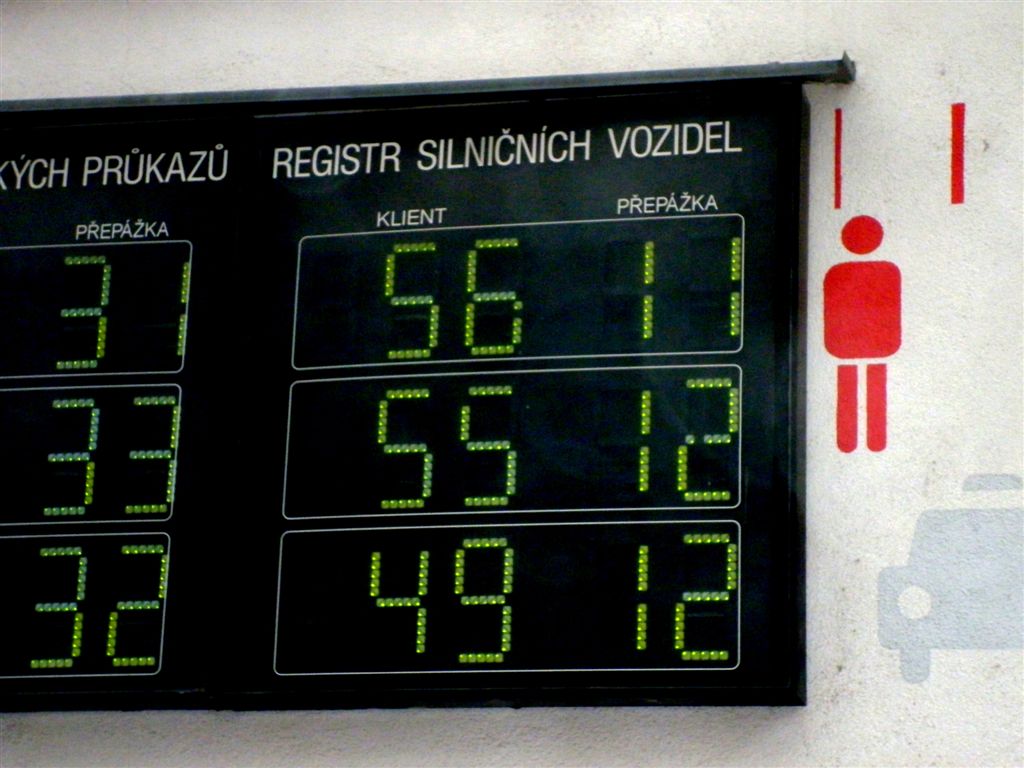 KÝCH PRŮKAZŮ
PŘEPÁŽKA
31
33
32
REGISTR SILNIČNÍCH VOZIDEL
KLIENT PŘEPÁŽKA
56 11
55 12
49 12